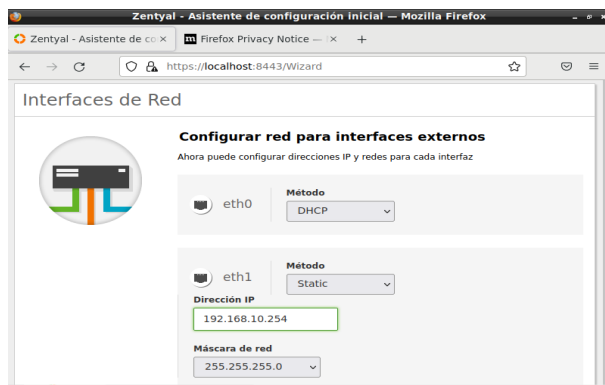 Zentyal - Asistente de configuración inicial — Mozilla Firefox
Zentyal - Asistente de co
Firefox Privacy Notice —
https://localhost:8443/Wizard
Interfaces de Red
Configurar red para interfaces externos
Ahora puede configurar direcciones IP y redes para cada interfaz
Método
eth0
DHCP
Método
eth1
Static
Dirección IP
192.168.10.254
Máscara de red
255.255.255.0